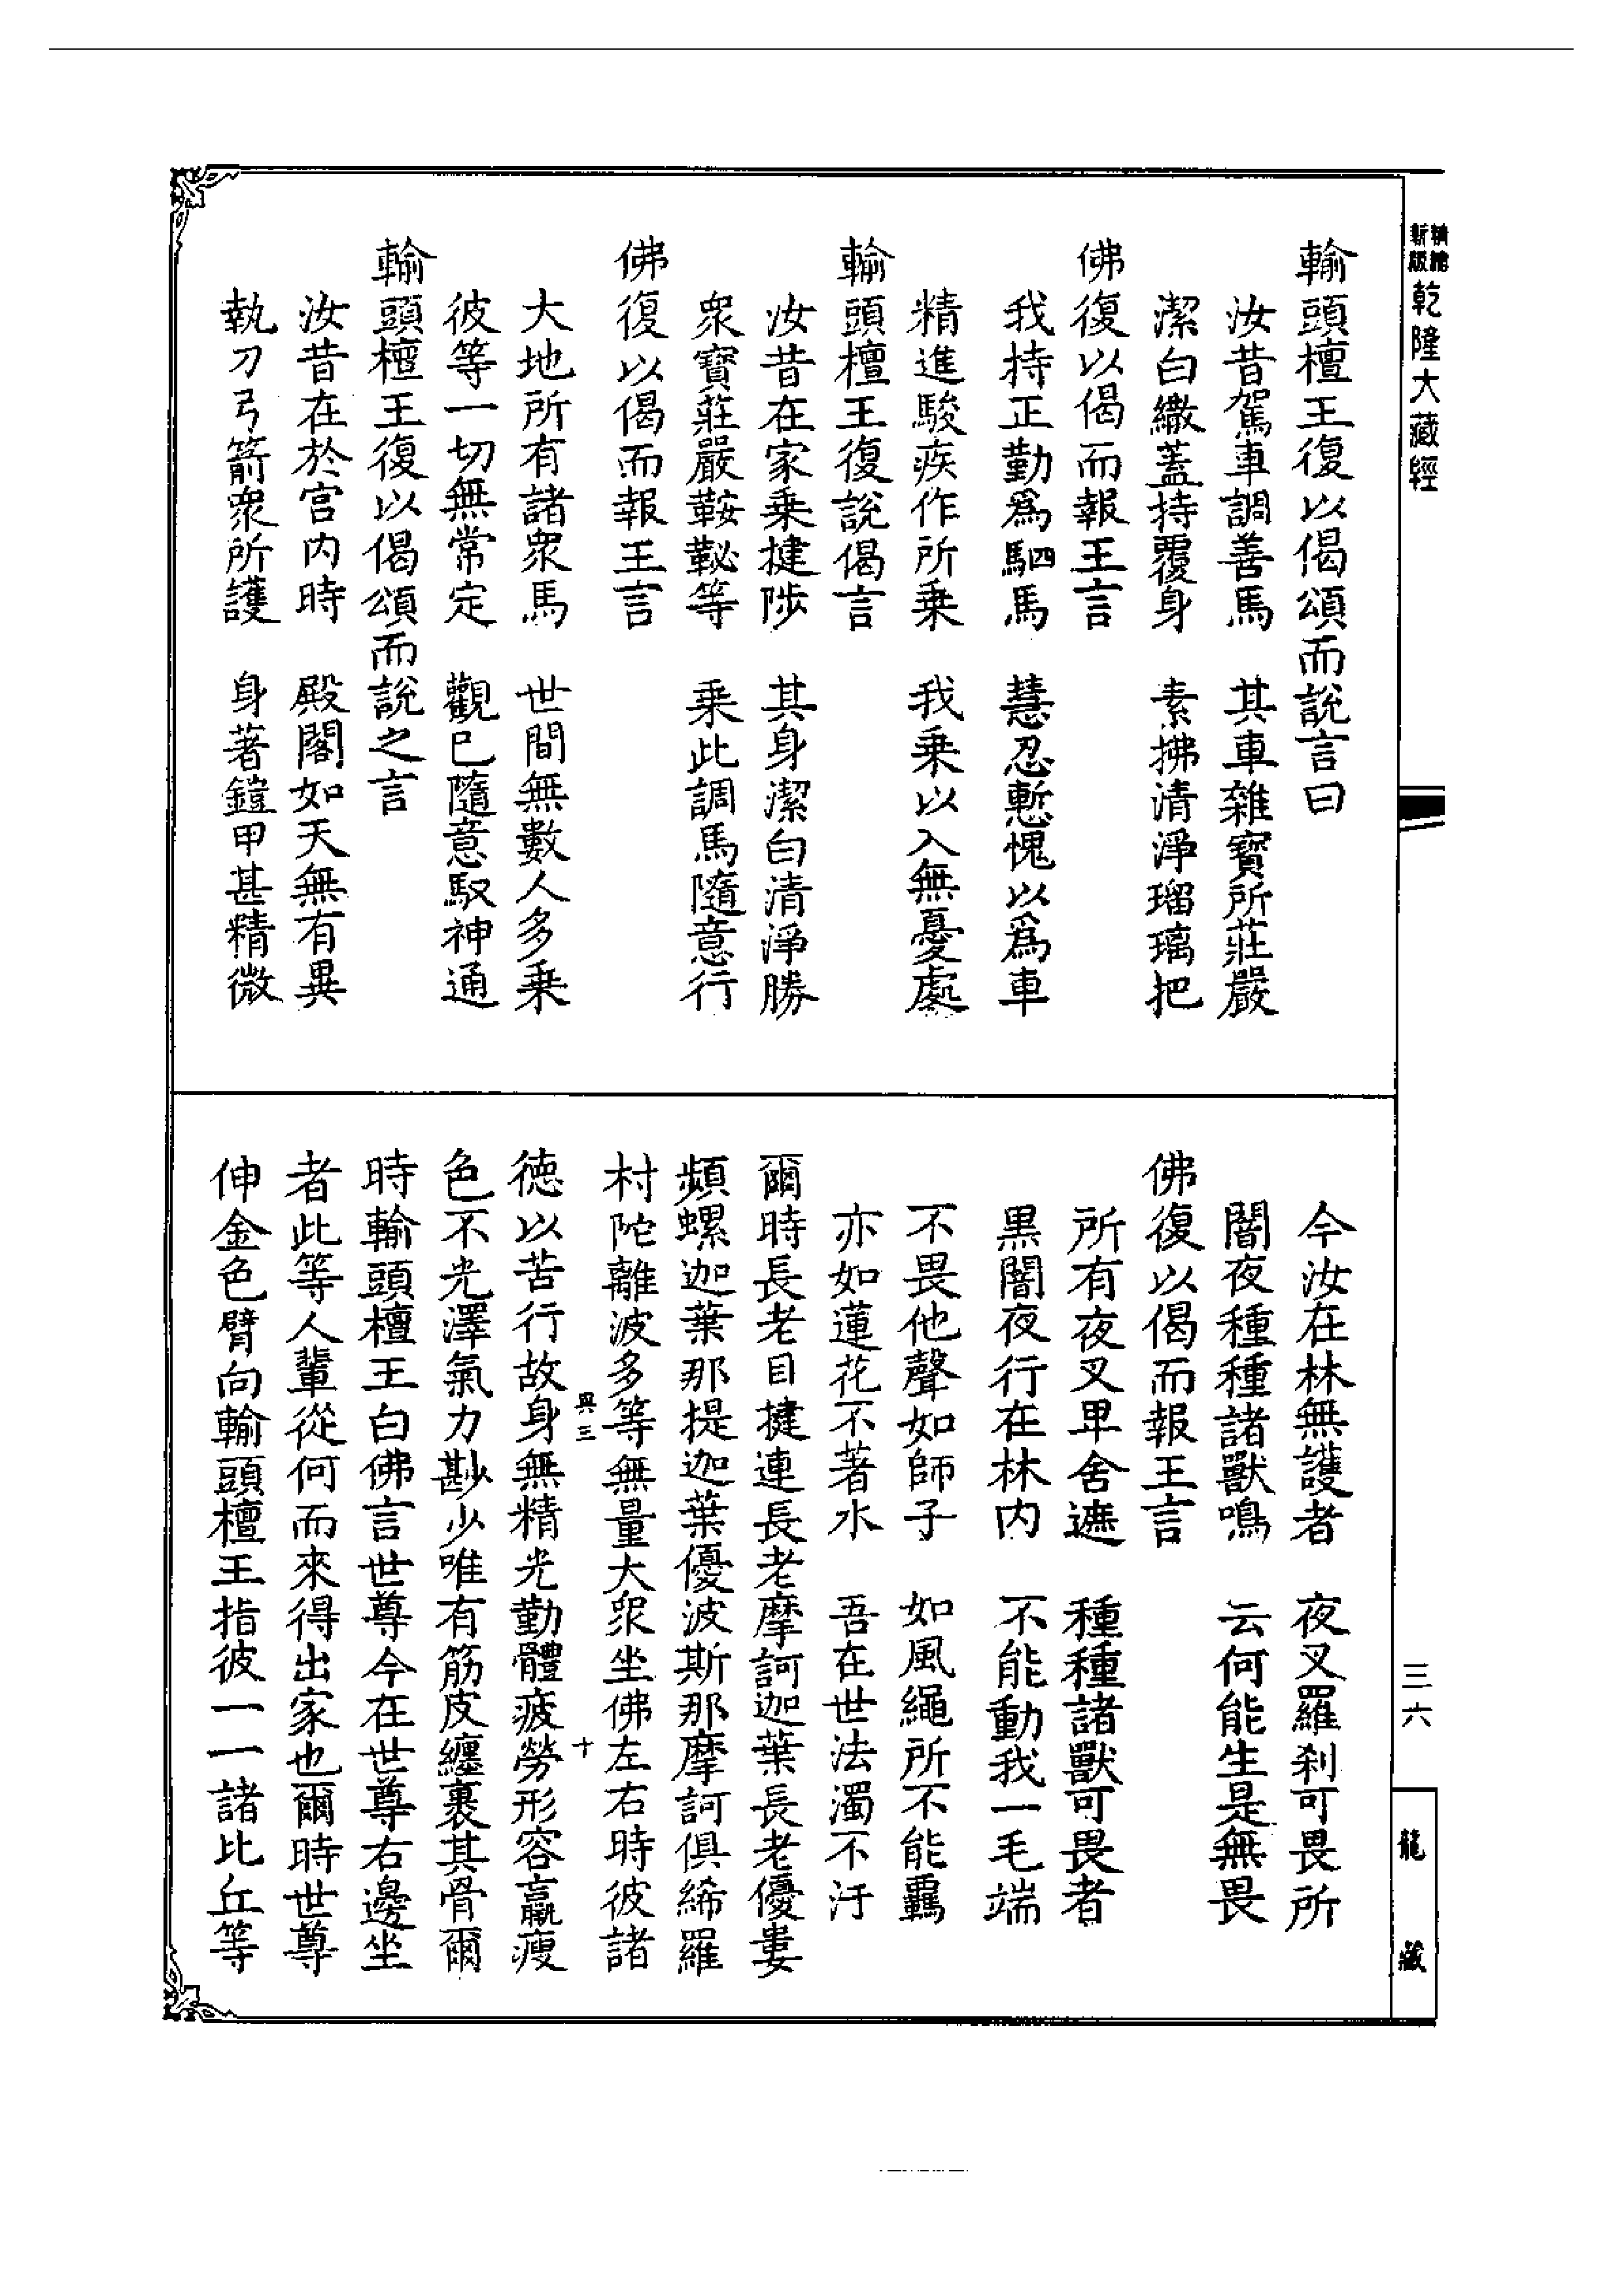 精縮新版 乾隆大藏經
輸頭檀王復以偈頌而說言曰
汝昔駕車調善馬 其車雜寶所莊嚴
潔白繖蓋持覆身 素拂清淨瑠璃把
佛復以偈而報王言
我持正勤爲駟馬 慧忍慙愧以爲車
精進駿疾作所乘 我乘以入無憂處
輸頭檀王復說偈言
汝昔在家乘揵陟 其身潔白清淨勝
衆寶莊嚴鞍鞁等 乘此調馬隨意行
佛復以偈而報王言
大地所有諸衆馬 世間無數人多乘
彼等一切無常定 觀已隨意馭神通
輸頭檀王復以偈頌而說之言
汝昔在於宮內時 殿閣如天無有異
執刀弓箭衆所護 身著鎧甲甚精微
今汝在林無護者 夜叉羅刹可畏所
闇夜種種諸獸鳴 云何能生是無畏
佛復以偈而報王言
所有夜叉卑舍遮 種種諸獸可畏者
黑闇夜行在林內 不能動我一毛端
不畏他聲如師子 如風繩所不能羈
亦如蓮花不著水 吾在世法濁不汙
爾時長老目揵連長老摩訶迦葉長老優婁
頻螺迦葉那提迦葉優波斯那摩訶俱絺羅
村陀離波多等無量大衆坐佛左右時彼諸
與三 十
德以苦行故身無精光勤體疲勞形容羸瘦
色不光澤氣力尠少唯有筋皮纏裹其骨爾
時輸頭檀王白佛言世尊今在世尊右邊坐
者此等人輩從何而來得出家也爾時世尊
伸金色臂向輸頭檀王指彼一一諸比丘等
三六
龍藏